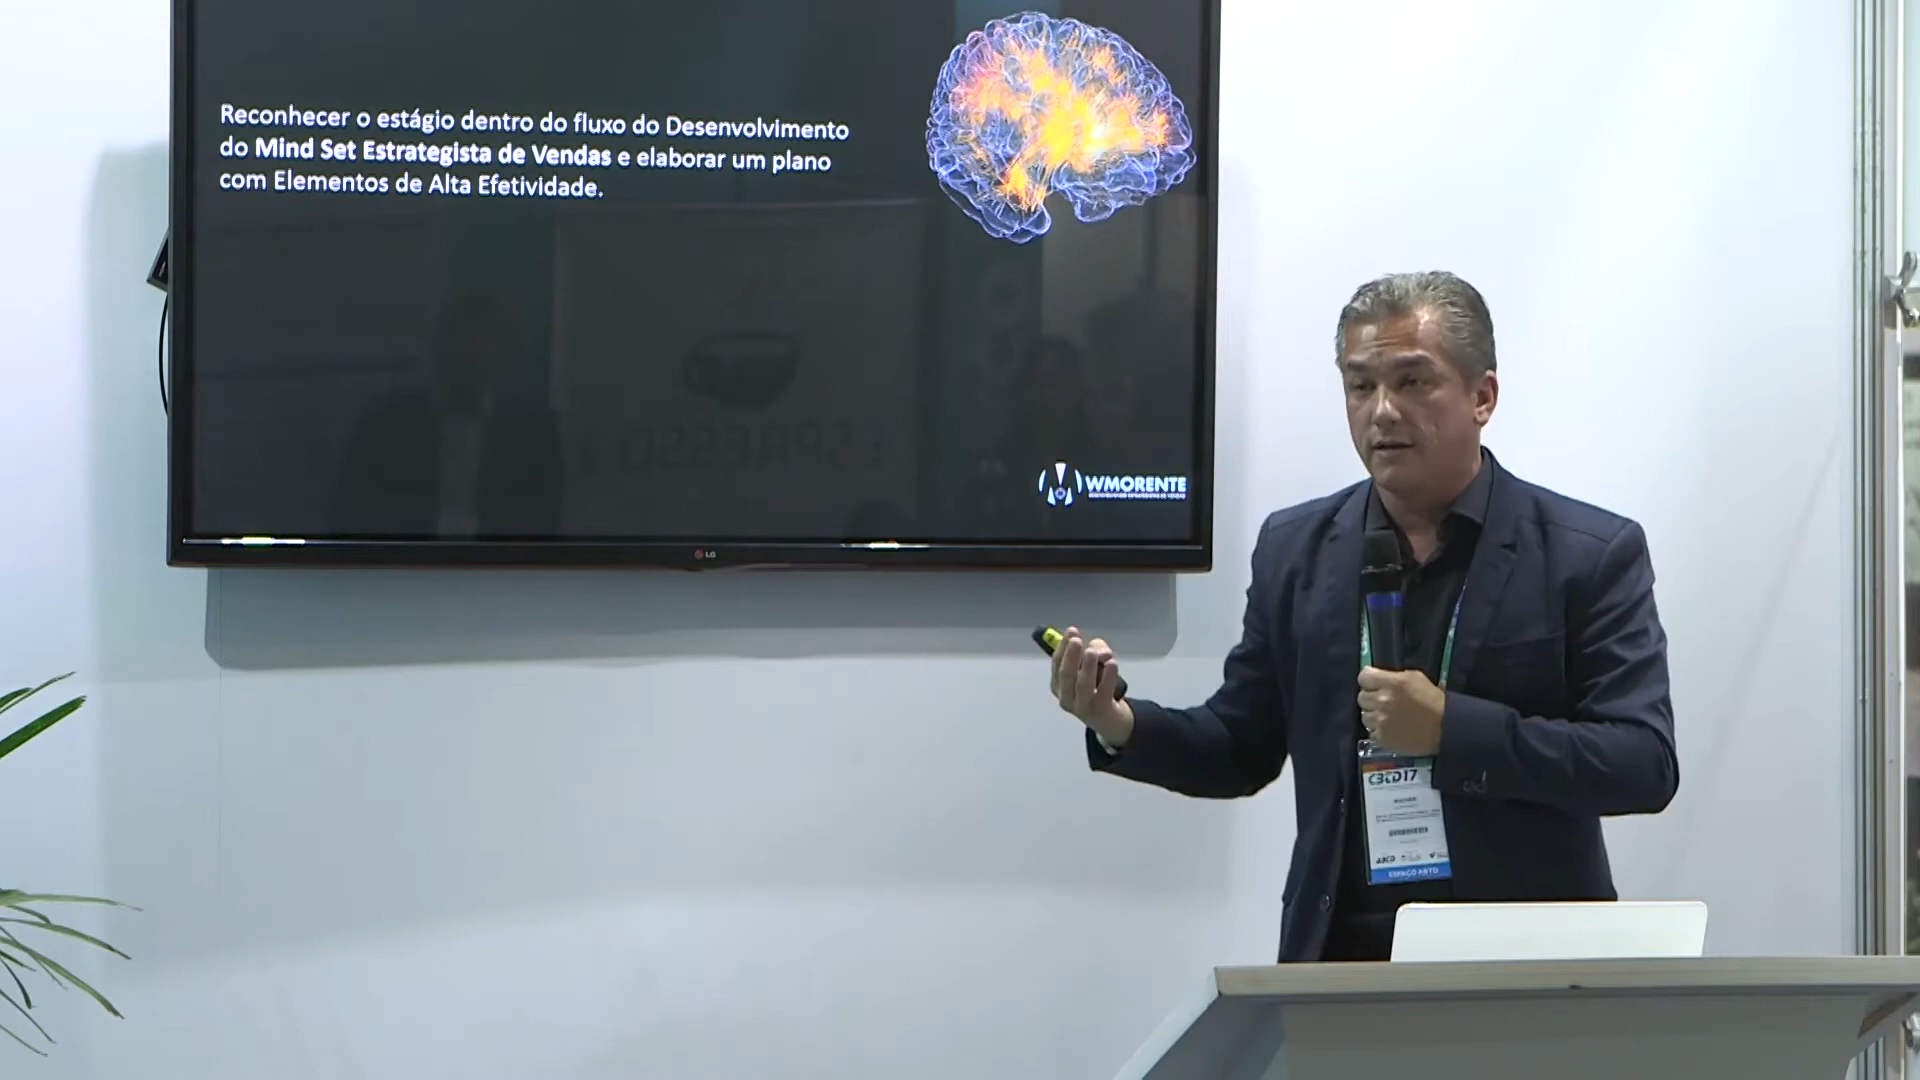 Reconhecer o estágio dentro do fluxo do Desenvolvimento
do Mind Set Estrategista de Vendas e elaborar um plano
com Elementos de Alta Efetividade.
WMORENTE
LG
CBTD17
WAGNER
ESPAÇO ABTD